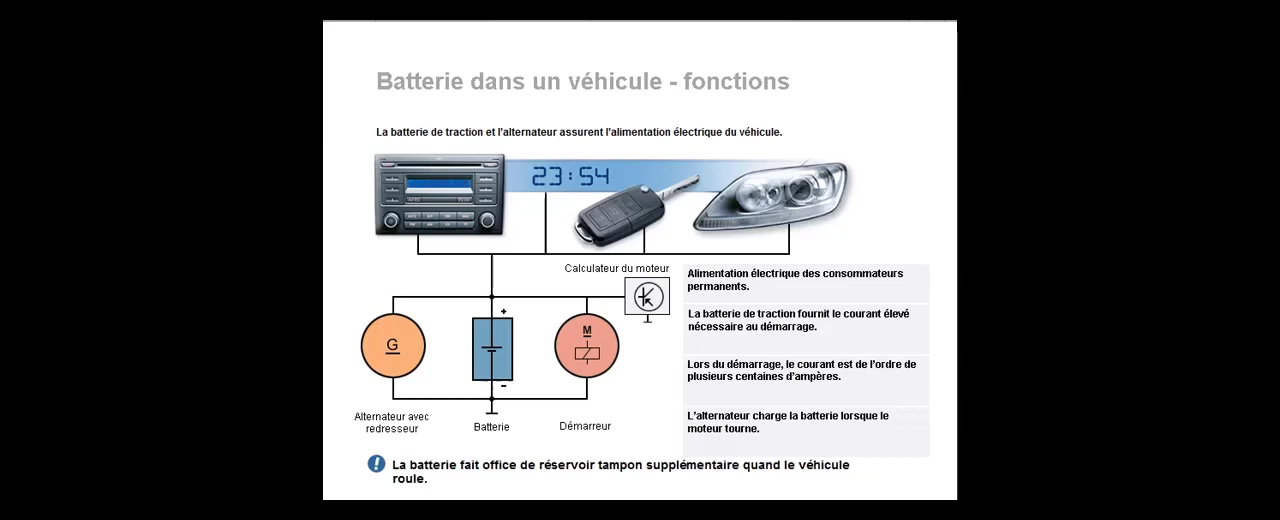 Batterie dans un véhicule - fonctions
La batterie de traction et l'alternateur assurent l'alimentation électrique du véhicule.
23:54
Calculateur du moteur
Alimentation électrique des consommateurs
permanents.
La batterie de traction fournit le courant élevé
nécessaire au démarrage.
Lors du démarrage, le courant est de l'ordre de
plusieurs centaines d'ampères.
L'alternateur charge la batterie lorsque le
moteur tourne.
+
G
M
-
Alternateur avec
redresseur
Batterie
Démarreur
! La batterie fait office de réservoir tampon supplémentaire quand le véhicule
roule.